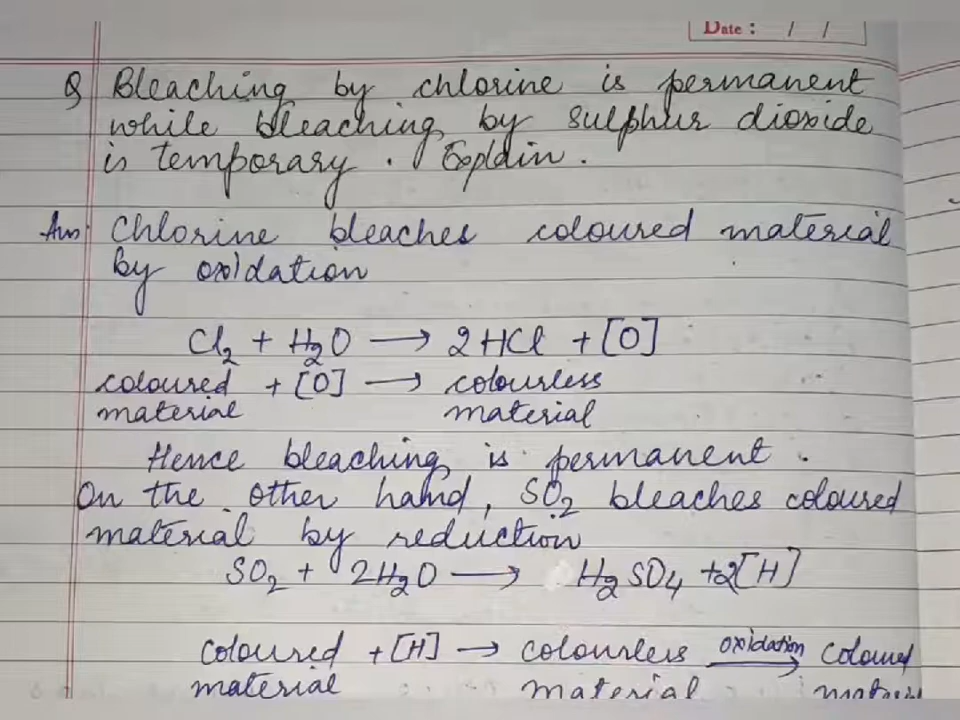 Date : / /
Q Bleaching by chlorine is permanent
while bleaching by sulphur dioxide
is temporary . Explain .
Ans: Chlorine bleaches coloured material
by oxidation
Cl₂ + H₂O → 2HCl + [O]
coloured + [O] → colourless
material material
Hence bleaching is permanent .
On the other hand, SO₂ bleaches coloured
material by reduction
SO₂ + 2H₂O → H₂SO₄ + 2[H]
coloured + [H] → colourless oxidation → coloured
material material material